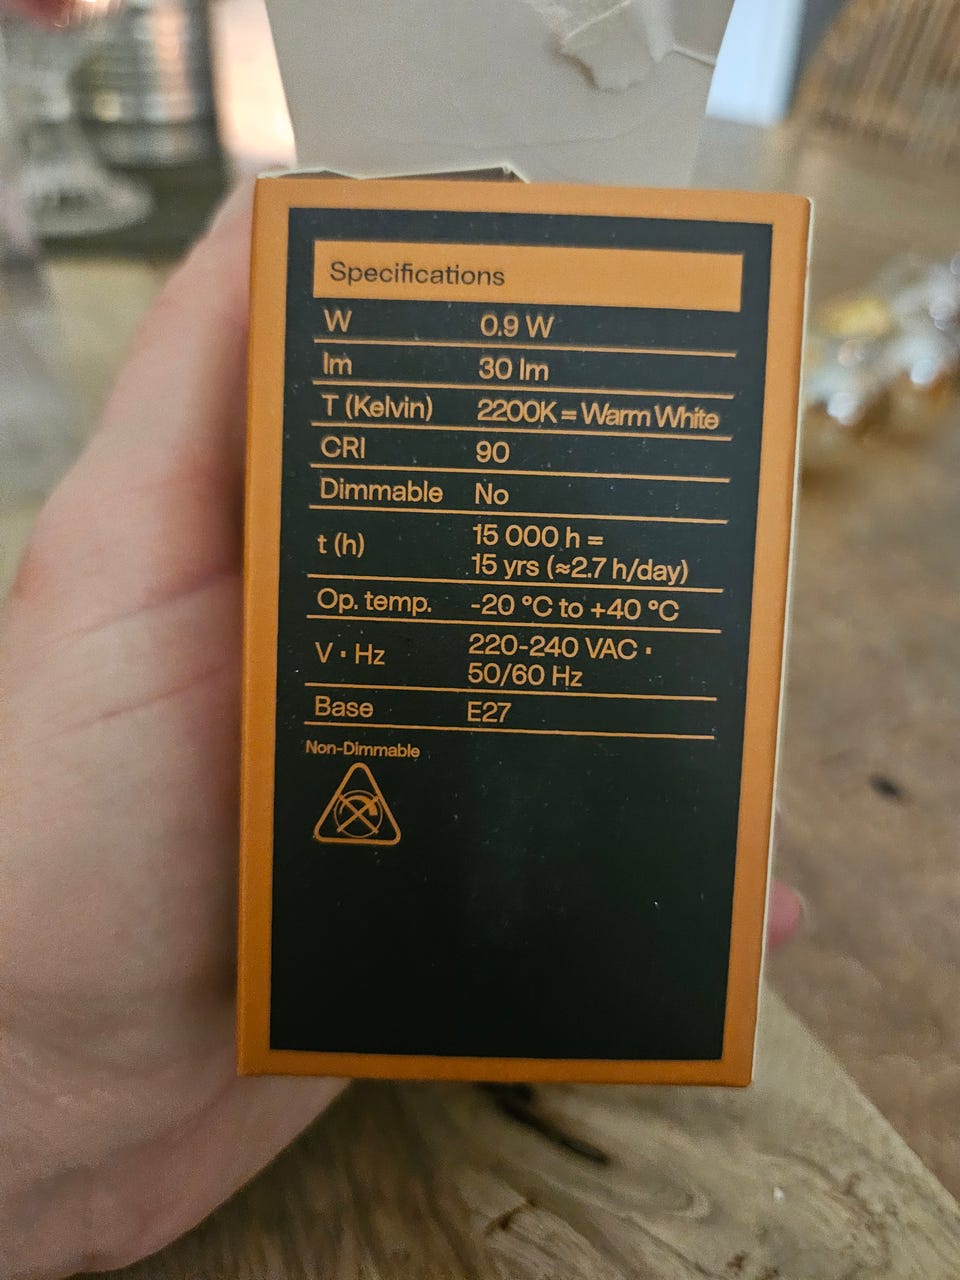 Specifications
W 0.9 W
lm 30 lm
T (Kelvin) 2200K = Warm White
CRI 90
Dimmable No
t (h) 15 000 h =
15 yrs (≈2.7 h/day)
Op. temp. -20 °C to +40 °C
V · Hz 220-240 VAC ·
50/60 Hz
Base E27
Non-Dimmable